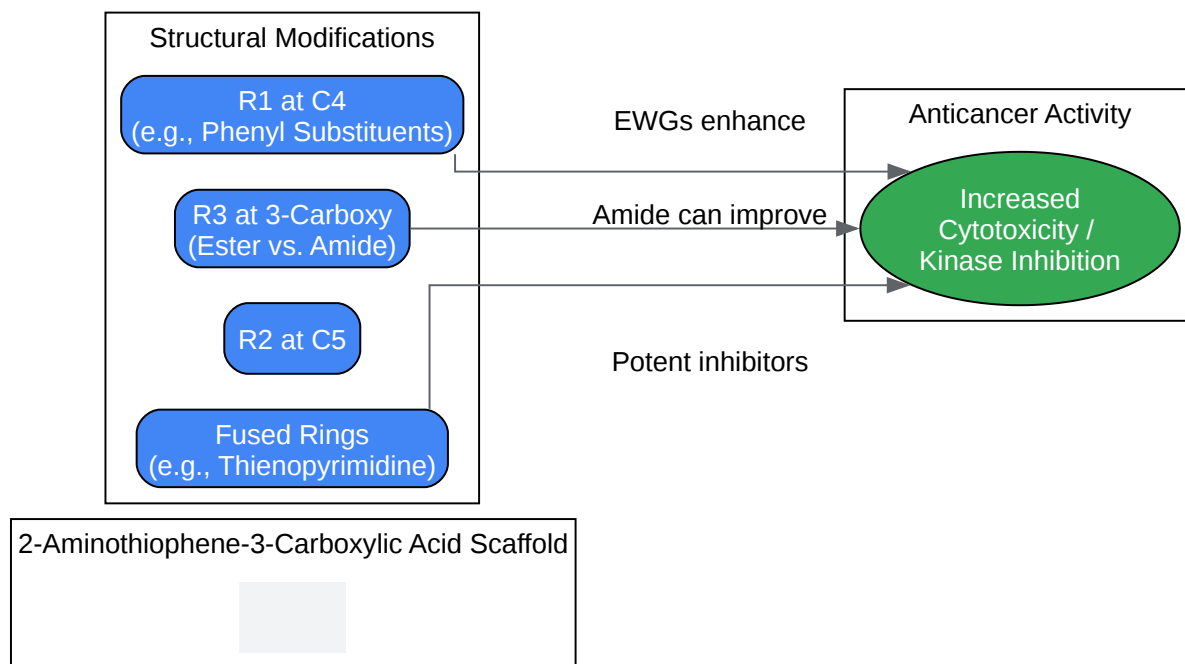 Structural Modifications
R1 at C4
(e.g., Phenyl Substituents)
R3 at 3-Carboxy
(Ester vs. Amide)
R2 at C5
Fused Rings
(e.g., Thienopyrimidine)
EWGs enhance
Amide can improve
Potent inhibitors
Anticancer Activity
Increased
Cytotoxicity /
Kinase Inhibition
2-Aminothiophene-3-Carboxylic Acid Scaffold